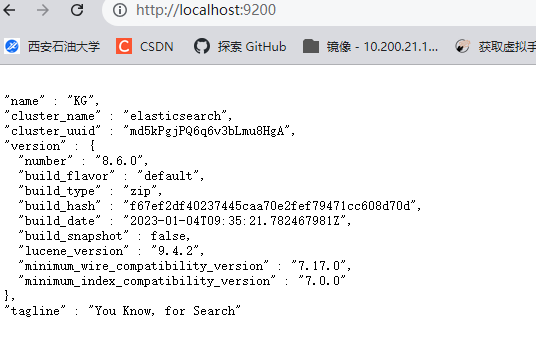 http://localhost:9200
西安石油大学 CSDN 探索 GitHub 镜像 - 10.200.21.1... 获取虚拟手
"name" : "KG",
"cluster_name" : "elasticsearch",
"cluster_uuid" : "md5kPgjPQ6q6v3bLmu8HgA",
"version" : {
"number" : "8.6.0",
"build_flavor" : "default",
"build_type" : "zip",
"build_hash" : "f67ef2df40237445caa70e2fef79471cc608d70d",
"build_date" : "2023-01-04T09:35:21.782467981Z",
"build_snapshot" : false,
"lucene_version" : "9.4.2",
"minimum_wire_compatibility_version" : "7.17.0",
"minimum_index_compatibility_version" : "7.0.0"
},
"tagline" : "You Know, for Search"